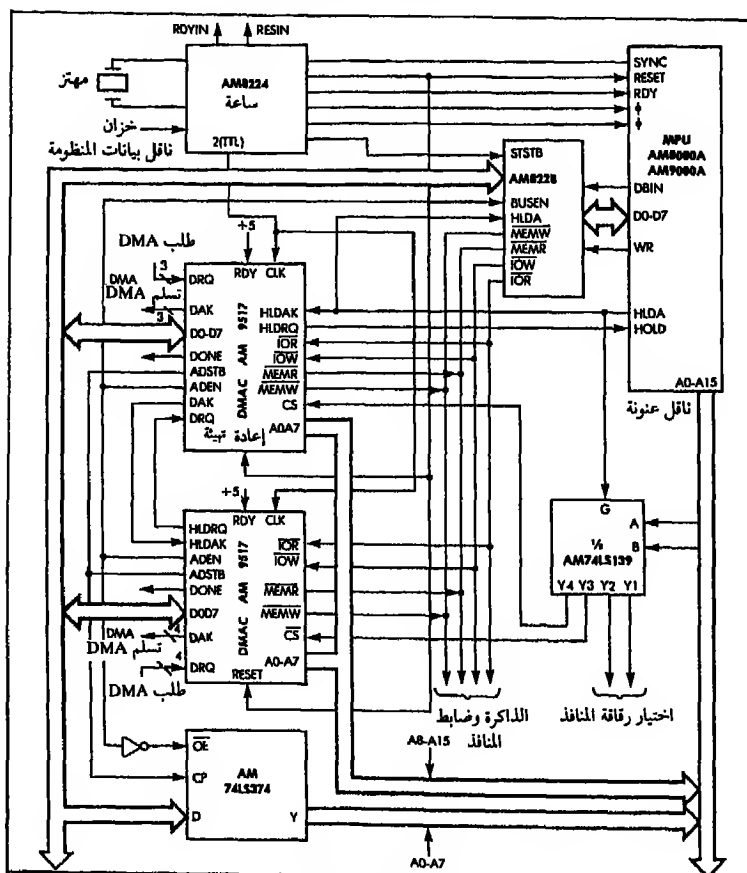 RDYIN RESIN
AM8224
ساعة
2(TTL)
مهتز
خزان
ناقل بيانات المنظومة
SYNC
RESET
RDY
ϕ
ϕ
MPU
AM8080A
AM9080A
DBIN
D0-D7
WR
HLDA
HOLD
A0-A15
ناقل عنونة
STSTB
AM8228
BUSEN
HLDA
MEMW
MEMR
IOW
IOR
طلب DMA
DMA 3
تسلم DMA
3
+5
RDY CLK
DRQ
DAK
D0-D7
DONE
ADSTB
ADEN
DAK
DRQ
DMAC AM 9517
HLDAK
HLDRQ
IOR
IOW
MEMR
MEMW
CS
A0A7
إعادة تهيئة
+5
RDY CLK
HLDRQ
HLDAK
ADEN
ADSTB
DONE
D0D7
DAK
DRQ
DMAC AM 9517
IOR
IOW
MEMR
MEMW
CS
A0-A7
RESET
DMA 4
تسلم DMA
4
طلب DMA
G
A
B
½
AM74LS139
Y4 Y3 Y2 Y1
الذاكرة وضابط
المنافذ
اختيار رقاقة المنافذ
A8-A15
OE
CP
D
AM
74LS374
Y
A0-A7